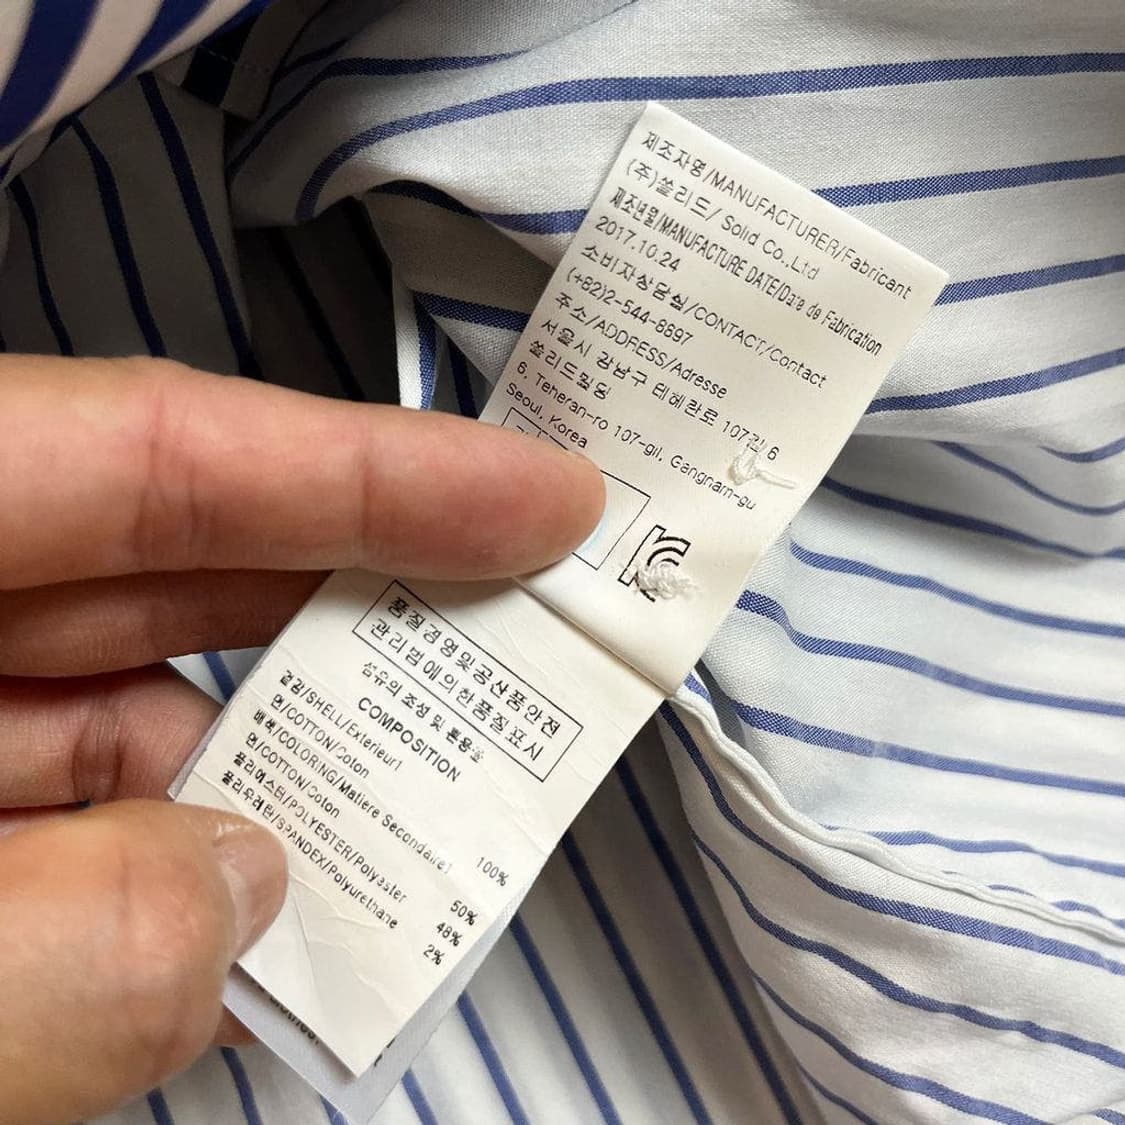 제조자명/MANUFACTURER/Fabricant
(주)쏠리드/ Solid Co.,Ltd
제조년월/MANUFACTURE DATE/Date de Fabrication
2017.10.24
소비자상담실/CONTACT/Contact
(+82)2-544-8697
주소/ADDRESS/Adresse
서울시 강남구 테헤란로 107길 6
쏠리드빌딩
6, Teheran-ro 107-gil, Gangnam-gu
Seoul, Korea
품질경영및공산품안전
관리법에의한품질표시
섬유의 조성 및 혼용율
COMPOSITION
겉감/SHELL/Exterieur1
면/COTTON/Coton 100%
배색/COLORING/Matiere Secondaire1
면/COTTON/Coton 50%
폴리에스터/POLYESTER/Polyester 48%
폴리우레탄/SPANDEX/Polyurethane 2%